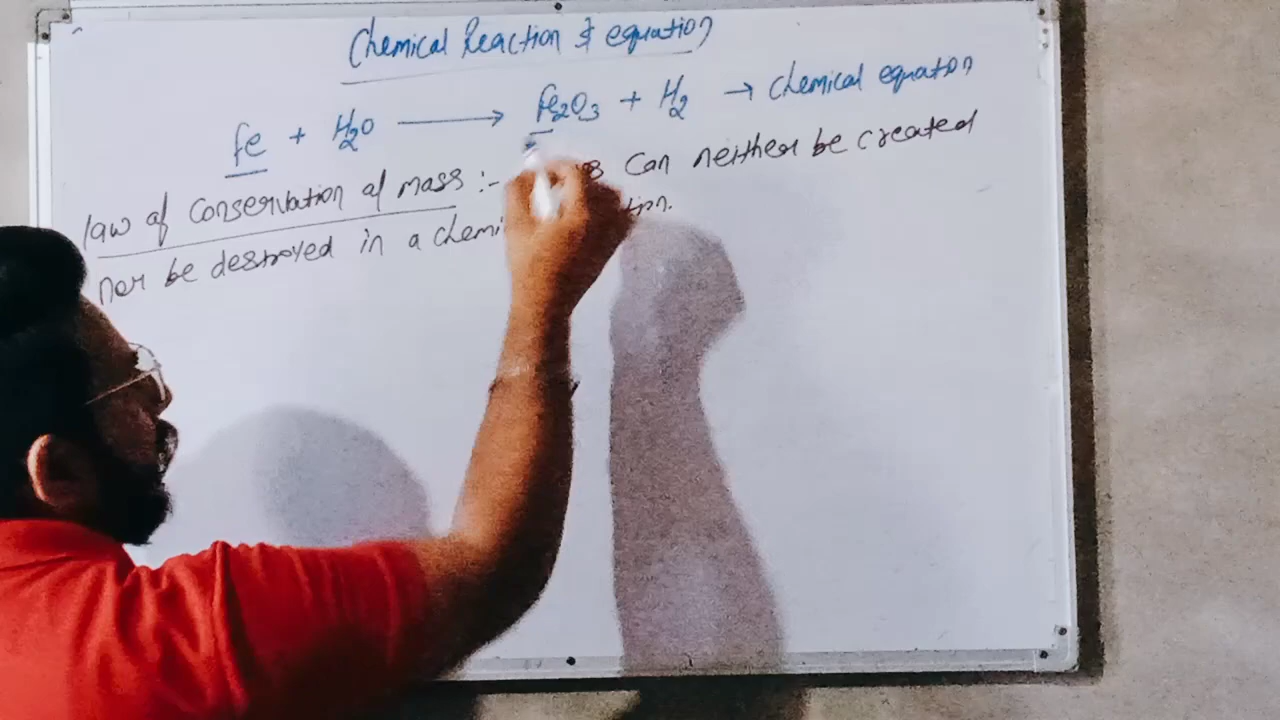 Chemical Reaction & equation
Fe + H2O → Fe2O3 + H2 → chemical equation
law of conservation of mass :- can neither be created
nor be destroyed in a